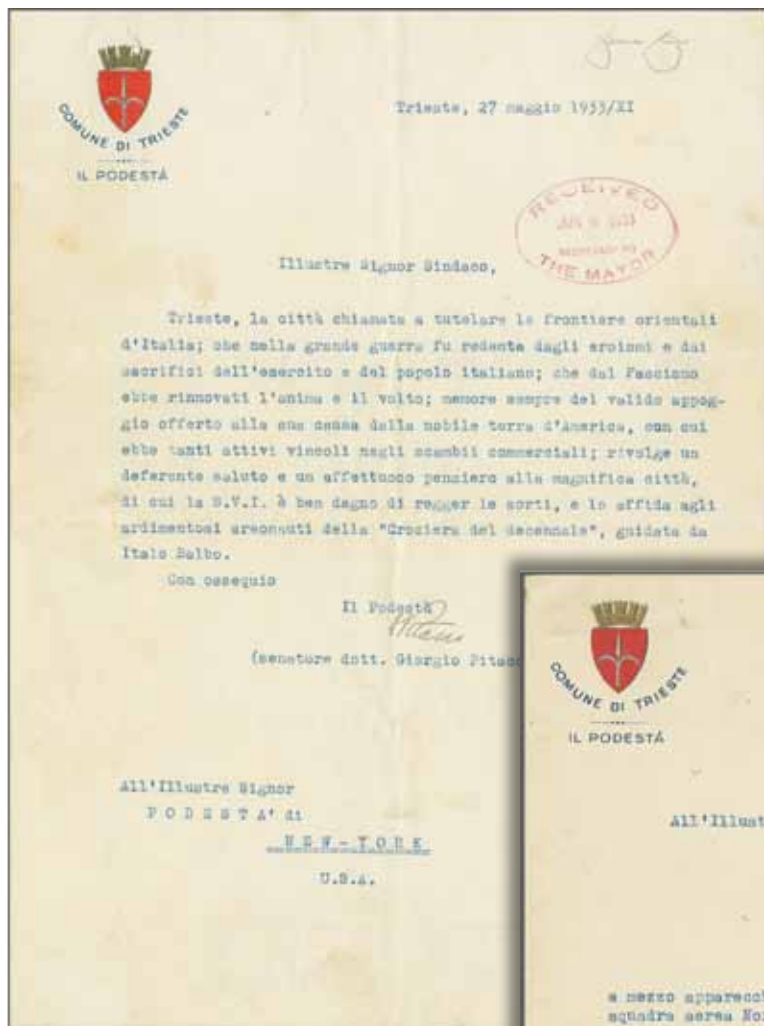 COMUNE DI TRIESTE
IL PODESTÀ
Trieste, 27 maggio 1933/XI
RECEIVED
THE MAYOR
Illustre Signor Sindaco,
Trieste, la città chiamata a tutelare le frontiere orientali
d'Italia; che nella grande guerra fu redenta dagli eroismi e dai
sacrifici dell'esercito e del popolo italiano; che dal Fascismo
ebbe rinnovati l'anima e il volto; memore sempre del valido appog-
gio offerto alla sua causa dalla nobile terra d'America, con cui
ebbe tanti attivi vincoli negli scambii commerciali; rivolge un
deferente saluto e un affettuoso pensiero alla magnifica città,
di cui la S.V.I. è ben degno di regger le sorti, e lo affida agli
ardimentosi areonauti della "Crociera del decennale", guidata da
Italo Balbo.
Con ossequio
Il Podestà
(senatore dott. Giorgio Pitacc
All'Illustre Signor
PODESTA' di
NEW-YORK
U.S.A.
COMUNE DI TRIESTE
IL PODESTÀ
All'Illust
a mezzo apparecch
squadra aerea Nor